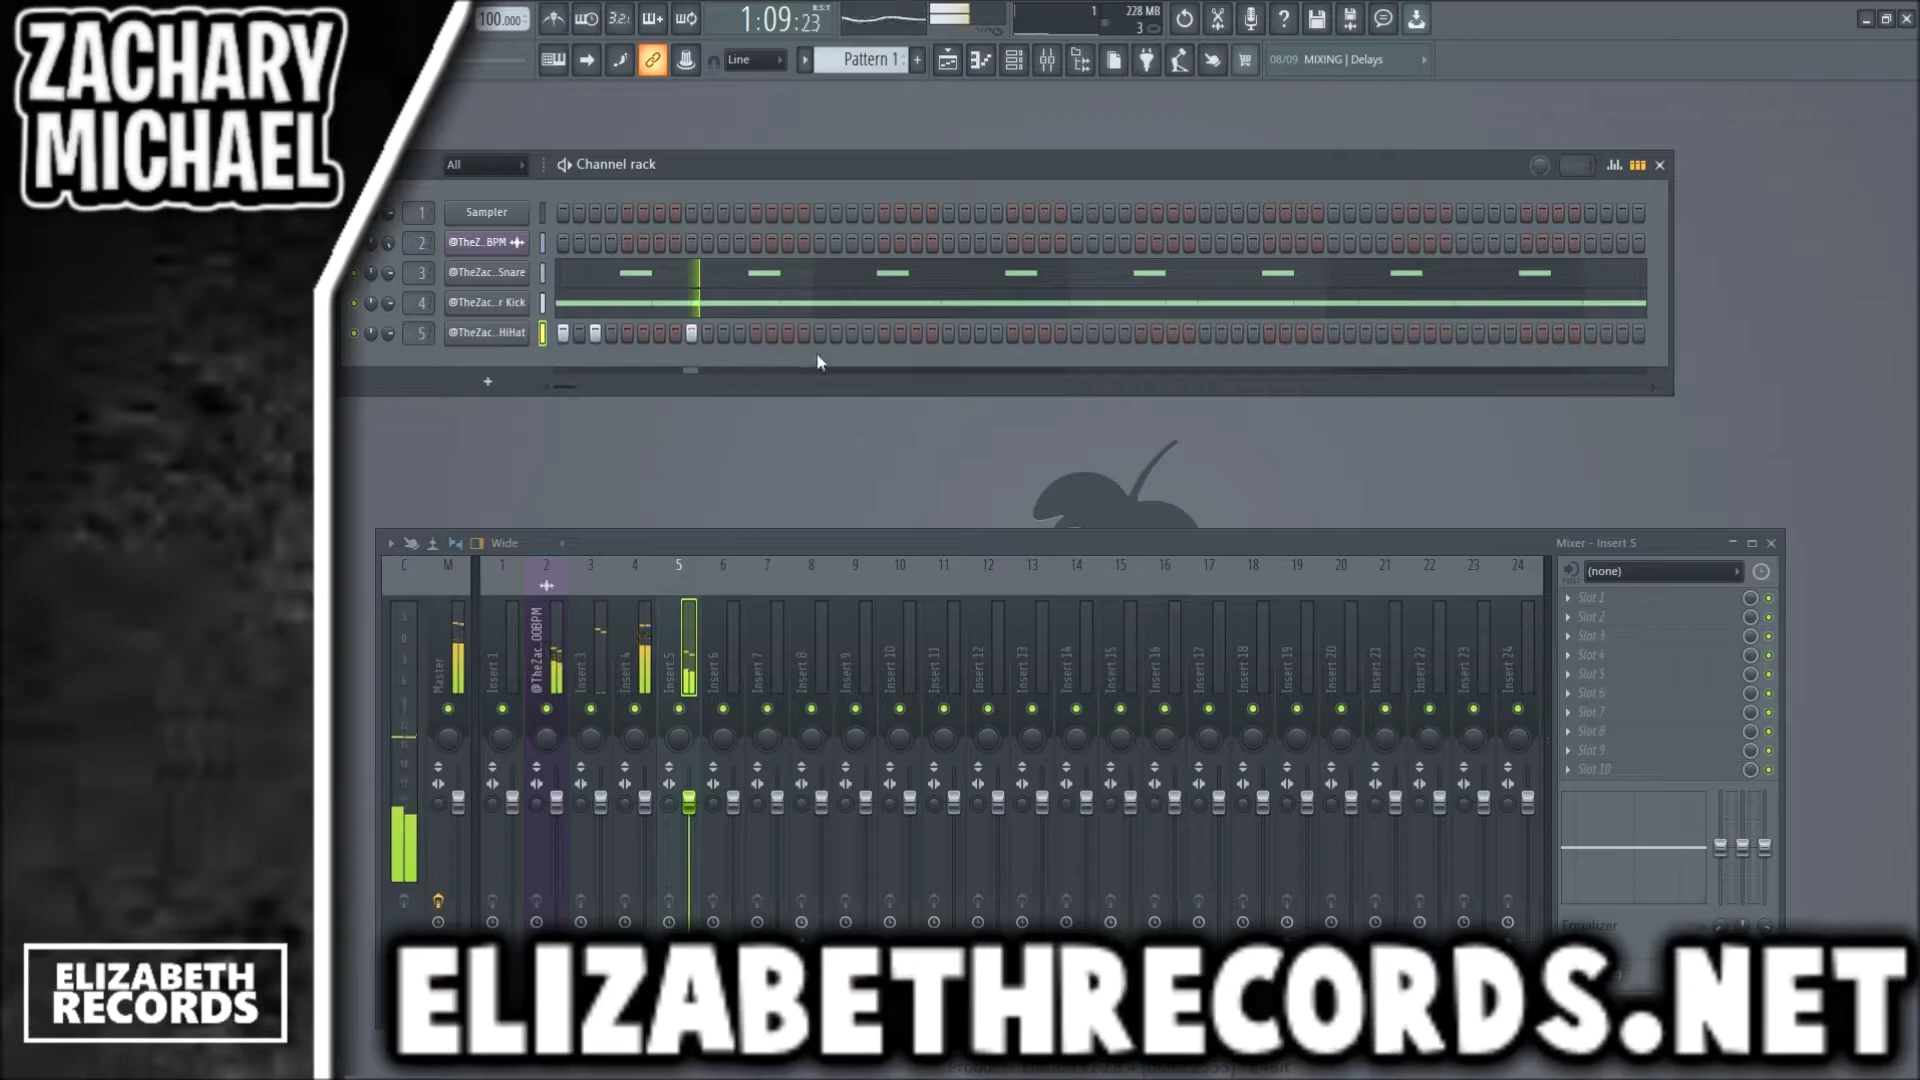 ZACHARY
MICHAEL
100.000
3.2:
1:09:23
B:S:T
1
228 MB
3
Line
Pattern 1
08/09 MIXING | Delays
All
Channel rack
1
Sampler
2
@TheZ..BPM
3
@TheZac..Snare
4
@TheZac..r Kick
5
@TheZac..HiHat
Wide
Mixer - Insert 5
C M 1 2 3 4 5 6 7 8 9 10 11 12 13 14 15 16 17 18 19 20 21 22 23 24
(none)
POST
Slot 1
Slot 2
Slot 3
Slot 4
Slot 5
Slot 6
Slot 7
Slot 8
Slot 9
Slot 10
Master
Insert 1
@TheZac...00BPM
Insert 3
Insert 4
Insert 5
Insert 6
Insert 7
Insert 8
Insert 9
Insert 10
Insert 11
Insert 12
Insert 13
Insert 14
Insert 15
Insert 16
Insert 17
Insert 18
Insert 19
Insert 20
Insert 21
Insert 22
Insert 23
Insert 24
Equalizer
ELIZABETH
RECORDS
ELIZABETHRECORDS.NET